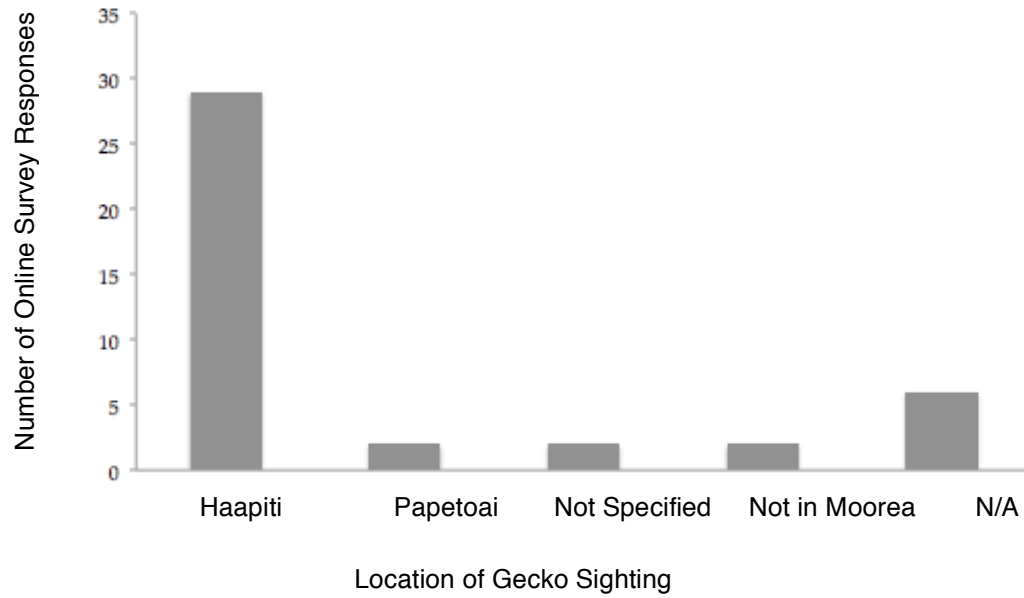 Number of Online Survey Responses
35
30
25
20
15
10
5
0
Haapiti Papetoai Not Specified Not in Moorea N/A
Location of Gecko Sighting